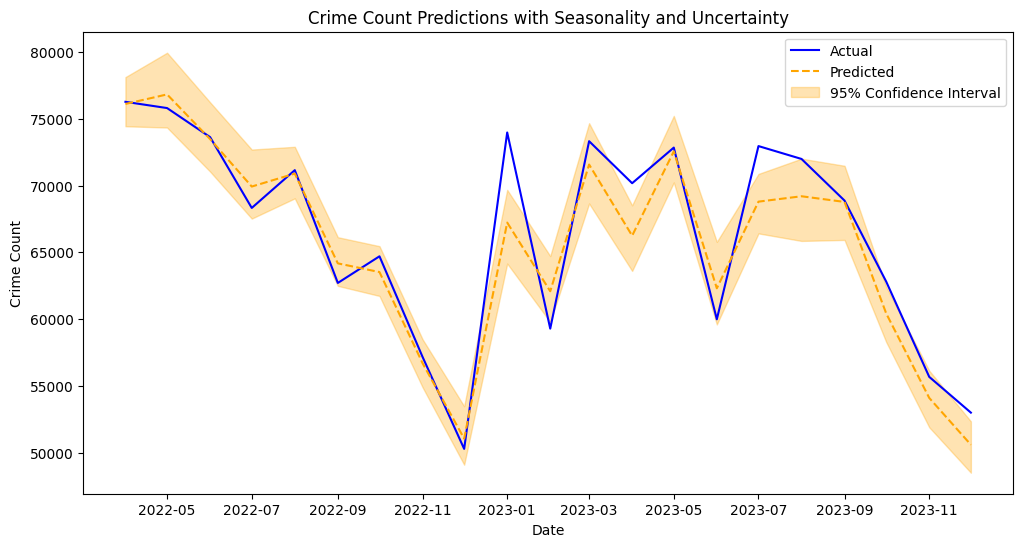 Crime Count Predictions with Seasonality and Uncertainty
Actual
Predicted
95% Confidence Interval
Crime Count
80000
75000
70000
65000
60000
55000
50000
2022-05
2022-07
2022-09
2022-11
2023-01
2023-03
2023-05
2023-07
2023-09
2023-11
Date